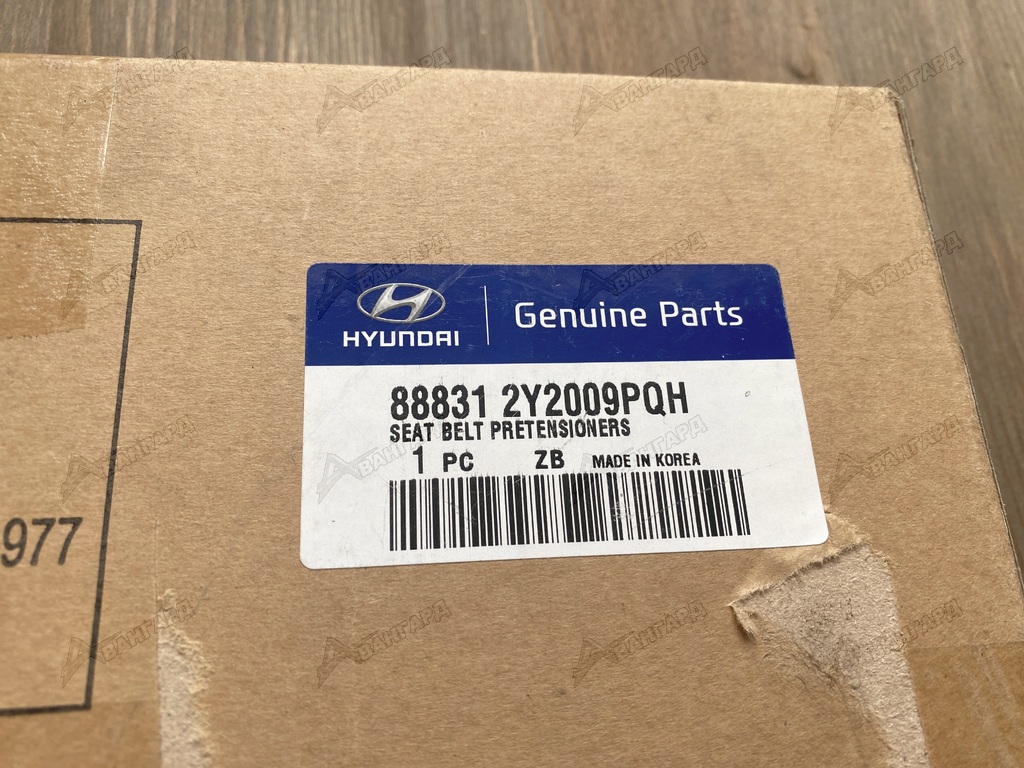 HYUNDAI
Genuine Parts
88831 2Y2009PQH
SEAT BELT PRETENSIONERS
1 PC ZB MADE IN KOREA
977
АВАНГАРД